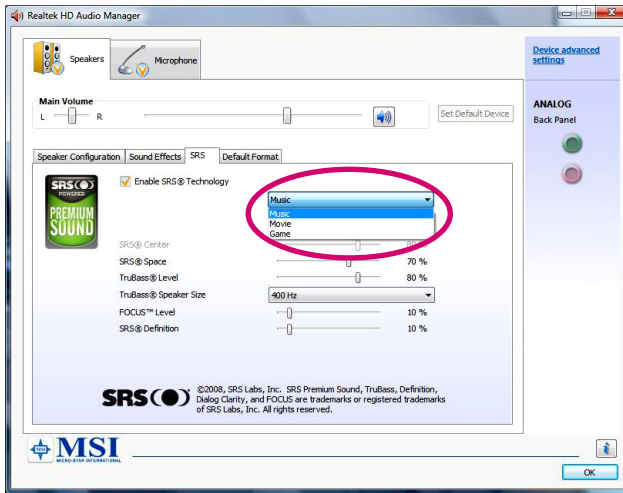 Realtek HD Audio Manager
Speakers
Microphone
Device advanced
settings
Main Volume
L
R
Set Default Device
ANALOG
Back Panel
Speaker Configuration
Sound Effects
SRS
Default Format
SRS
POWERED
PREMIUM
SOUND
Enable SRS® Technology
Music
Music
Movie
Game
SRS® Center
SRS® Space 70 %
TruBass® Level 80 %
TruBass® Speaker Size 400 Hz
FOCUS™ Level 10 %
SRS® Definition 10 %
SRS
©2008, SRS Labs, Inc. SRS Premium Sound, TruBass, Definition,
Dialog Clarity, and FOCUS are trademarks or registered trademarks
of SRS Labs, Inc. All rights reserved.
msi MSI
MICRO-STAR INTERNATIONAL
i
OK